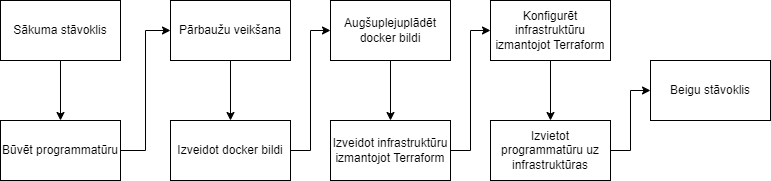 Sākuma stāvoklis
Būvēt programmatūru
Pārbaužu veikšana
Izveidot docker bildi
Augšuplejuplādēt
docker bildi
Izveidot infrastruktūru
izmantojot Terraform
Konfigurēt
infrastruktūru
izmantojot Terraform
Izvietot
programmatūru uz
infrastruktūras
Beigu stāvoklis